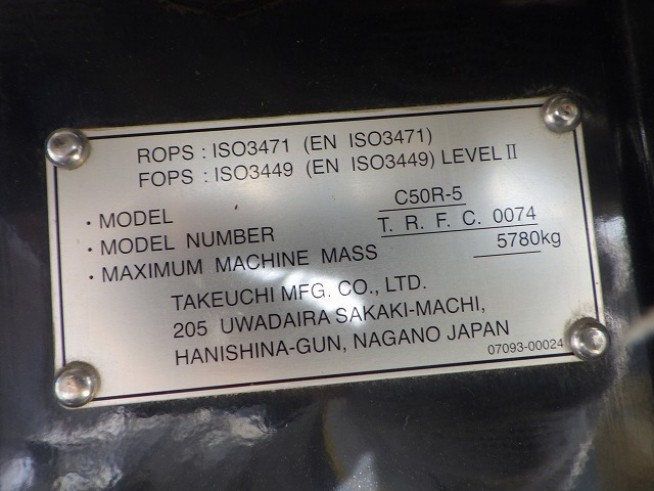 ROPS : ISO3471 (EN ISO3471)
FOPS : ISO3449 (EN ISO3449) LEVEL II
・MODEL C50R-5
・MODEL NUMBER T. R. F. C. 0074
・MAXIMUM MACHINE MASS 5780kg
TAKEUCHI MFG. CO., LTD.
205 UWADAIRA SAKAKI-MACHI,
HANISHINA-GUN, NAGANO JAPAN
07093-00024